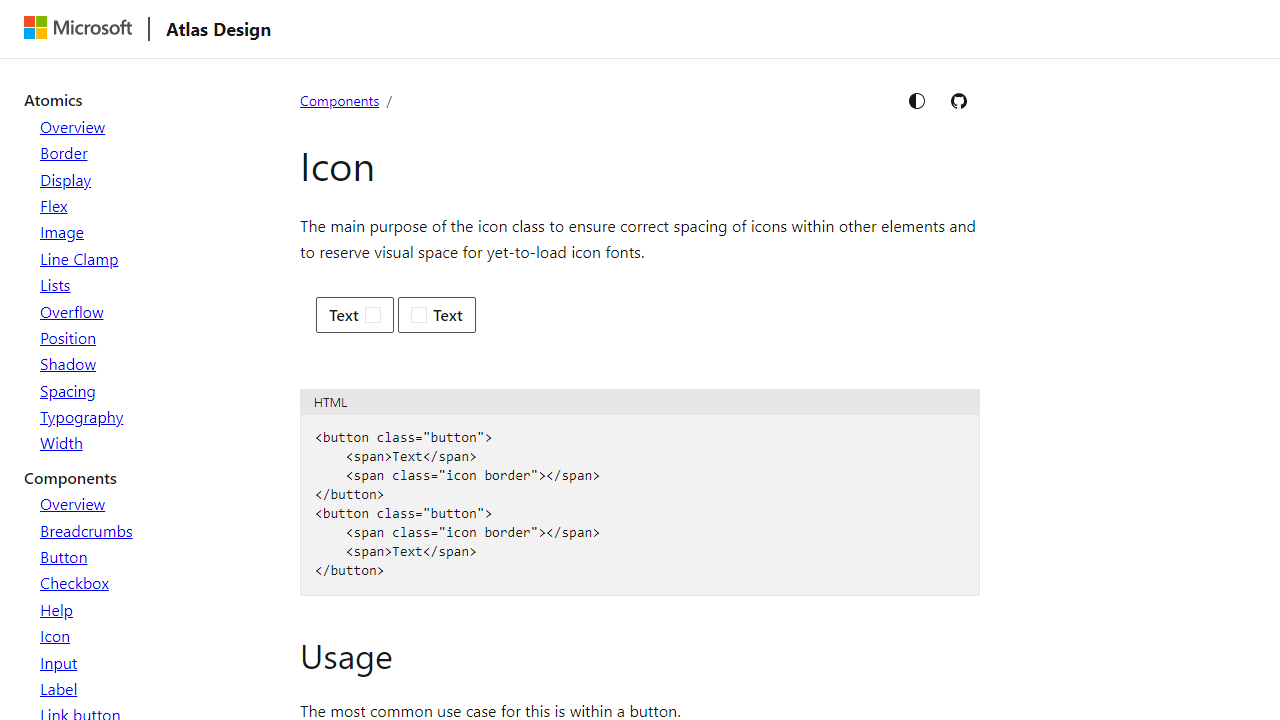 Microsoft
Atlas Design
Atomics
Overview
Border
Display
Flex
Image
Line Clamp
Lists
Overflow
Position
Shadow
Spacing
Typography
Width
Components
Overview
Breadcrumbs
Button
Checkbox
Help
Icon
Input
Label
Link button
Components /
Icon
The main purpose of the icon class to ensure correct spacing of icons within other elements and
to reserve visual space for yet-to-load icon fonts.
Text
Text
HTML
<button class="button">
    <span>Text</span>
    <span class="icon border"></span>
</button>
<button class="button">
    <span class="icon border"></span>
    <span>Text</span>
</button>
Usage
The most common use case for this is within a button.